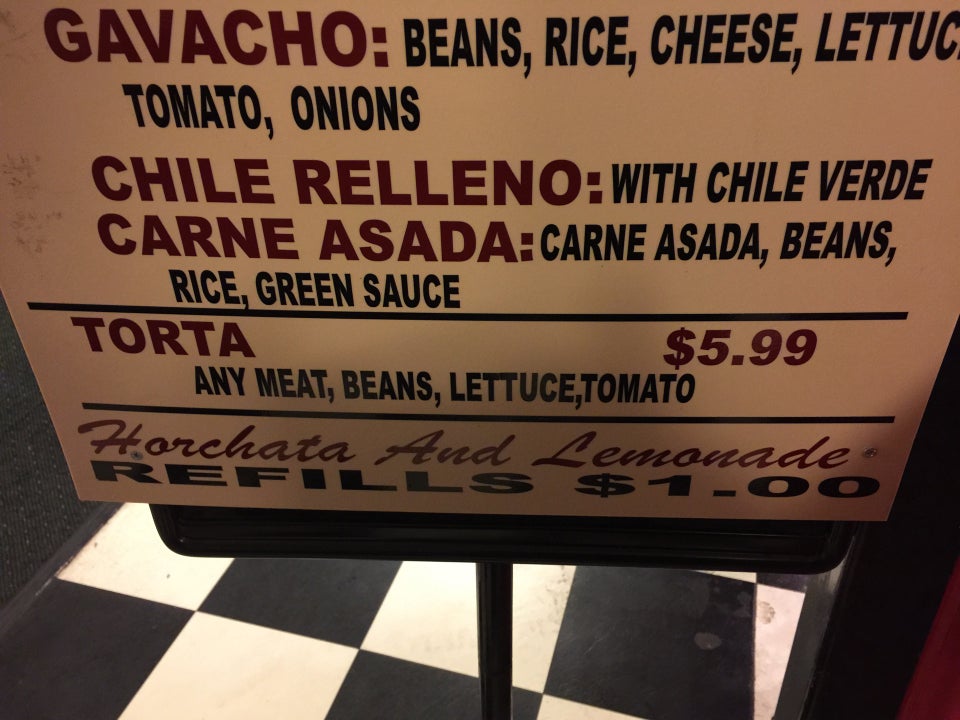 GAVACHO: BEANS, RICE, CHEESE, LETTUC
TOMATO, ONIONS
CHILE RELLENO: WITH CHILE VERDE
CARNE ASADA: CARNE ASADA, BEANS,
RICE, GREEN SAUCE
TORTA $5.99
ANY MEAT, BEANS, LETTUCE,TOMATO
Horchata And Lemonade
REFILLS $1.00